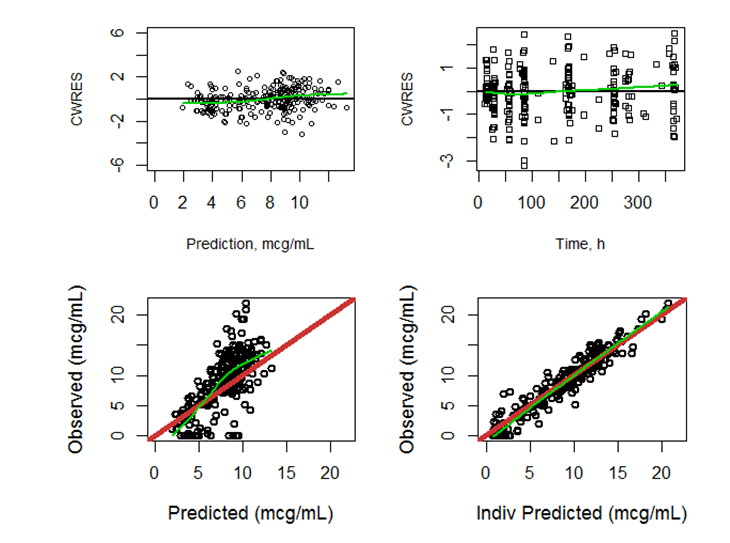 6
2
-2
-6
CWRES
0 2 4 6 8 10
Prediction, mcg/mL
1
-1
-3
CWRES
0 100 200 300
Time, h
20
15
10
5
0
Observed (mcg/mL)
0 5 10 15 20
Predicted (mcg/mL)
20
15
10
5
0
Observed (mcg/mL)
0 5 10 15 20
Indiv Predicted (mcg/mL)